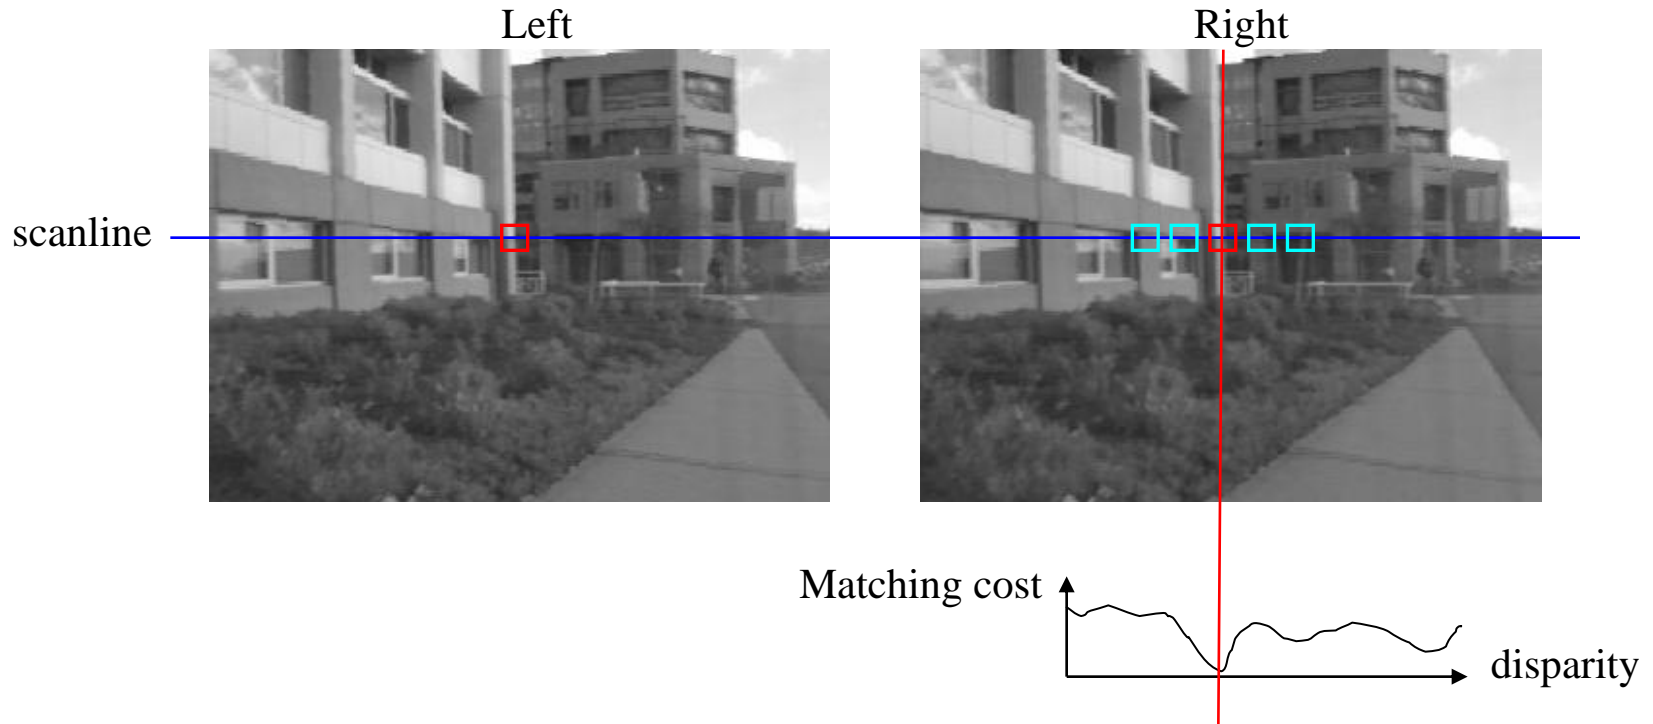 Left
Right
scanline
Matching cost
disparity